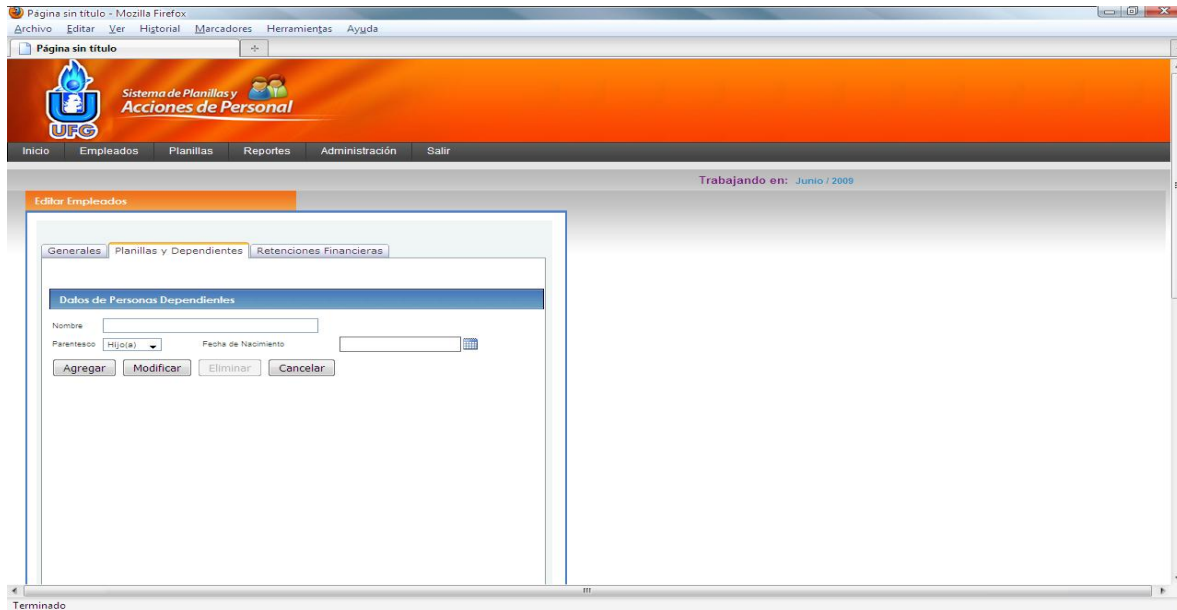 Página sin título - Mozilla Firefox
Archivo Editar Ver Historial Marcadores Herramientas Ayuda
Página sin título
Sistema de Planillas y
Acciones de Personal
UFG
Inicio Empleados Planillas Reportes Administración Salir
Trabajando en: Junio / 2009
Editar Empleados
Generales Planillas y Dependientes Retenciones Financieras
Datos de Personas Dependientes
Nombre
Parentesco Hijo(a) Fecha de Nacimiento
Agregar Modificar Eliminar Cancelar
Terminado